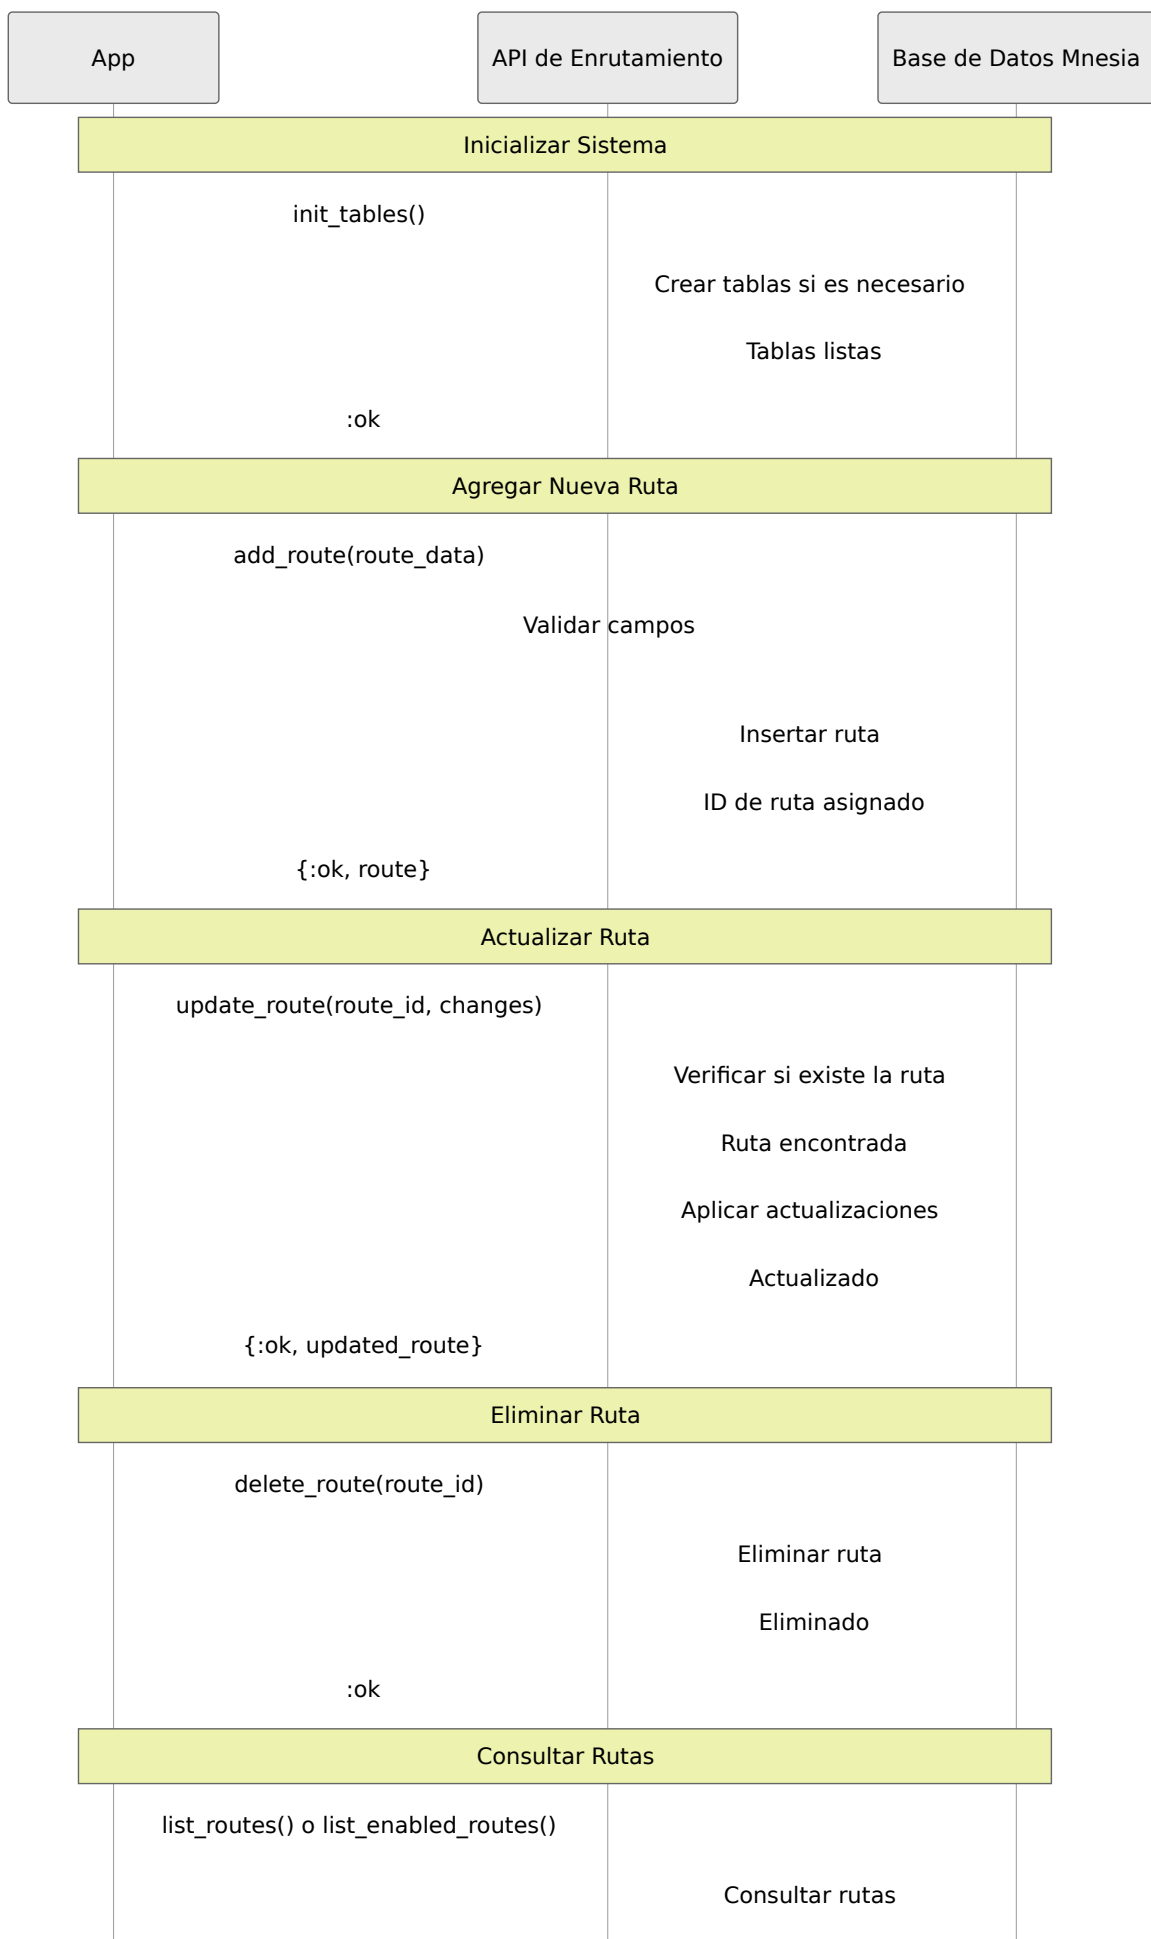 App
API de Enrutamiento
Base de Datos Mnesia
Inicializar Sistema
init_tables()
Crear tablas si es necesario
Tablas listas
:ok
Agregar Nueva Ruta
add_route(route_data)
Validar campos
Insertar ruta
ID de ruta asignado
{:ok, route}
Actualizar Ruta
update_route(route_id, changes)
Verificar si existe la ruta
Ruta encontrada
Aplicar actualizaciones
Actualizado
{:ok, updated_route}
Eliminar Ruta
delete_route(route_id)
Eliminar ruta
Eliminado
:ok
Consultar Rutas
list_routes() o list_enabled_routes()
Consultar rutas